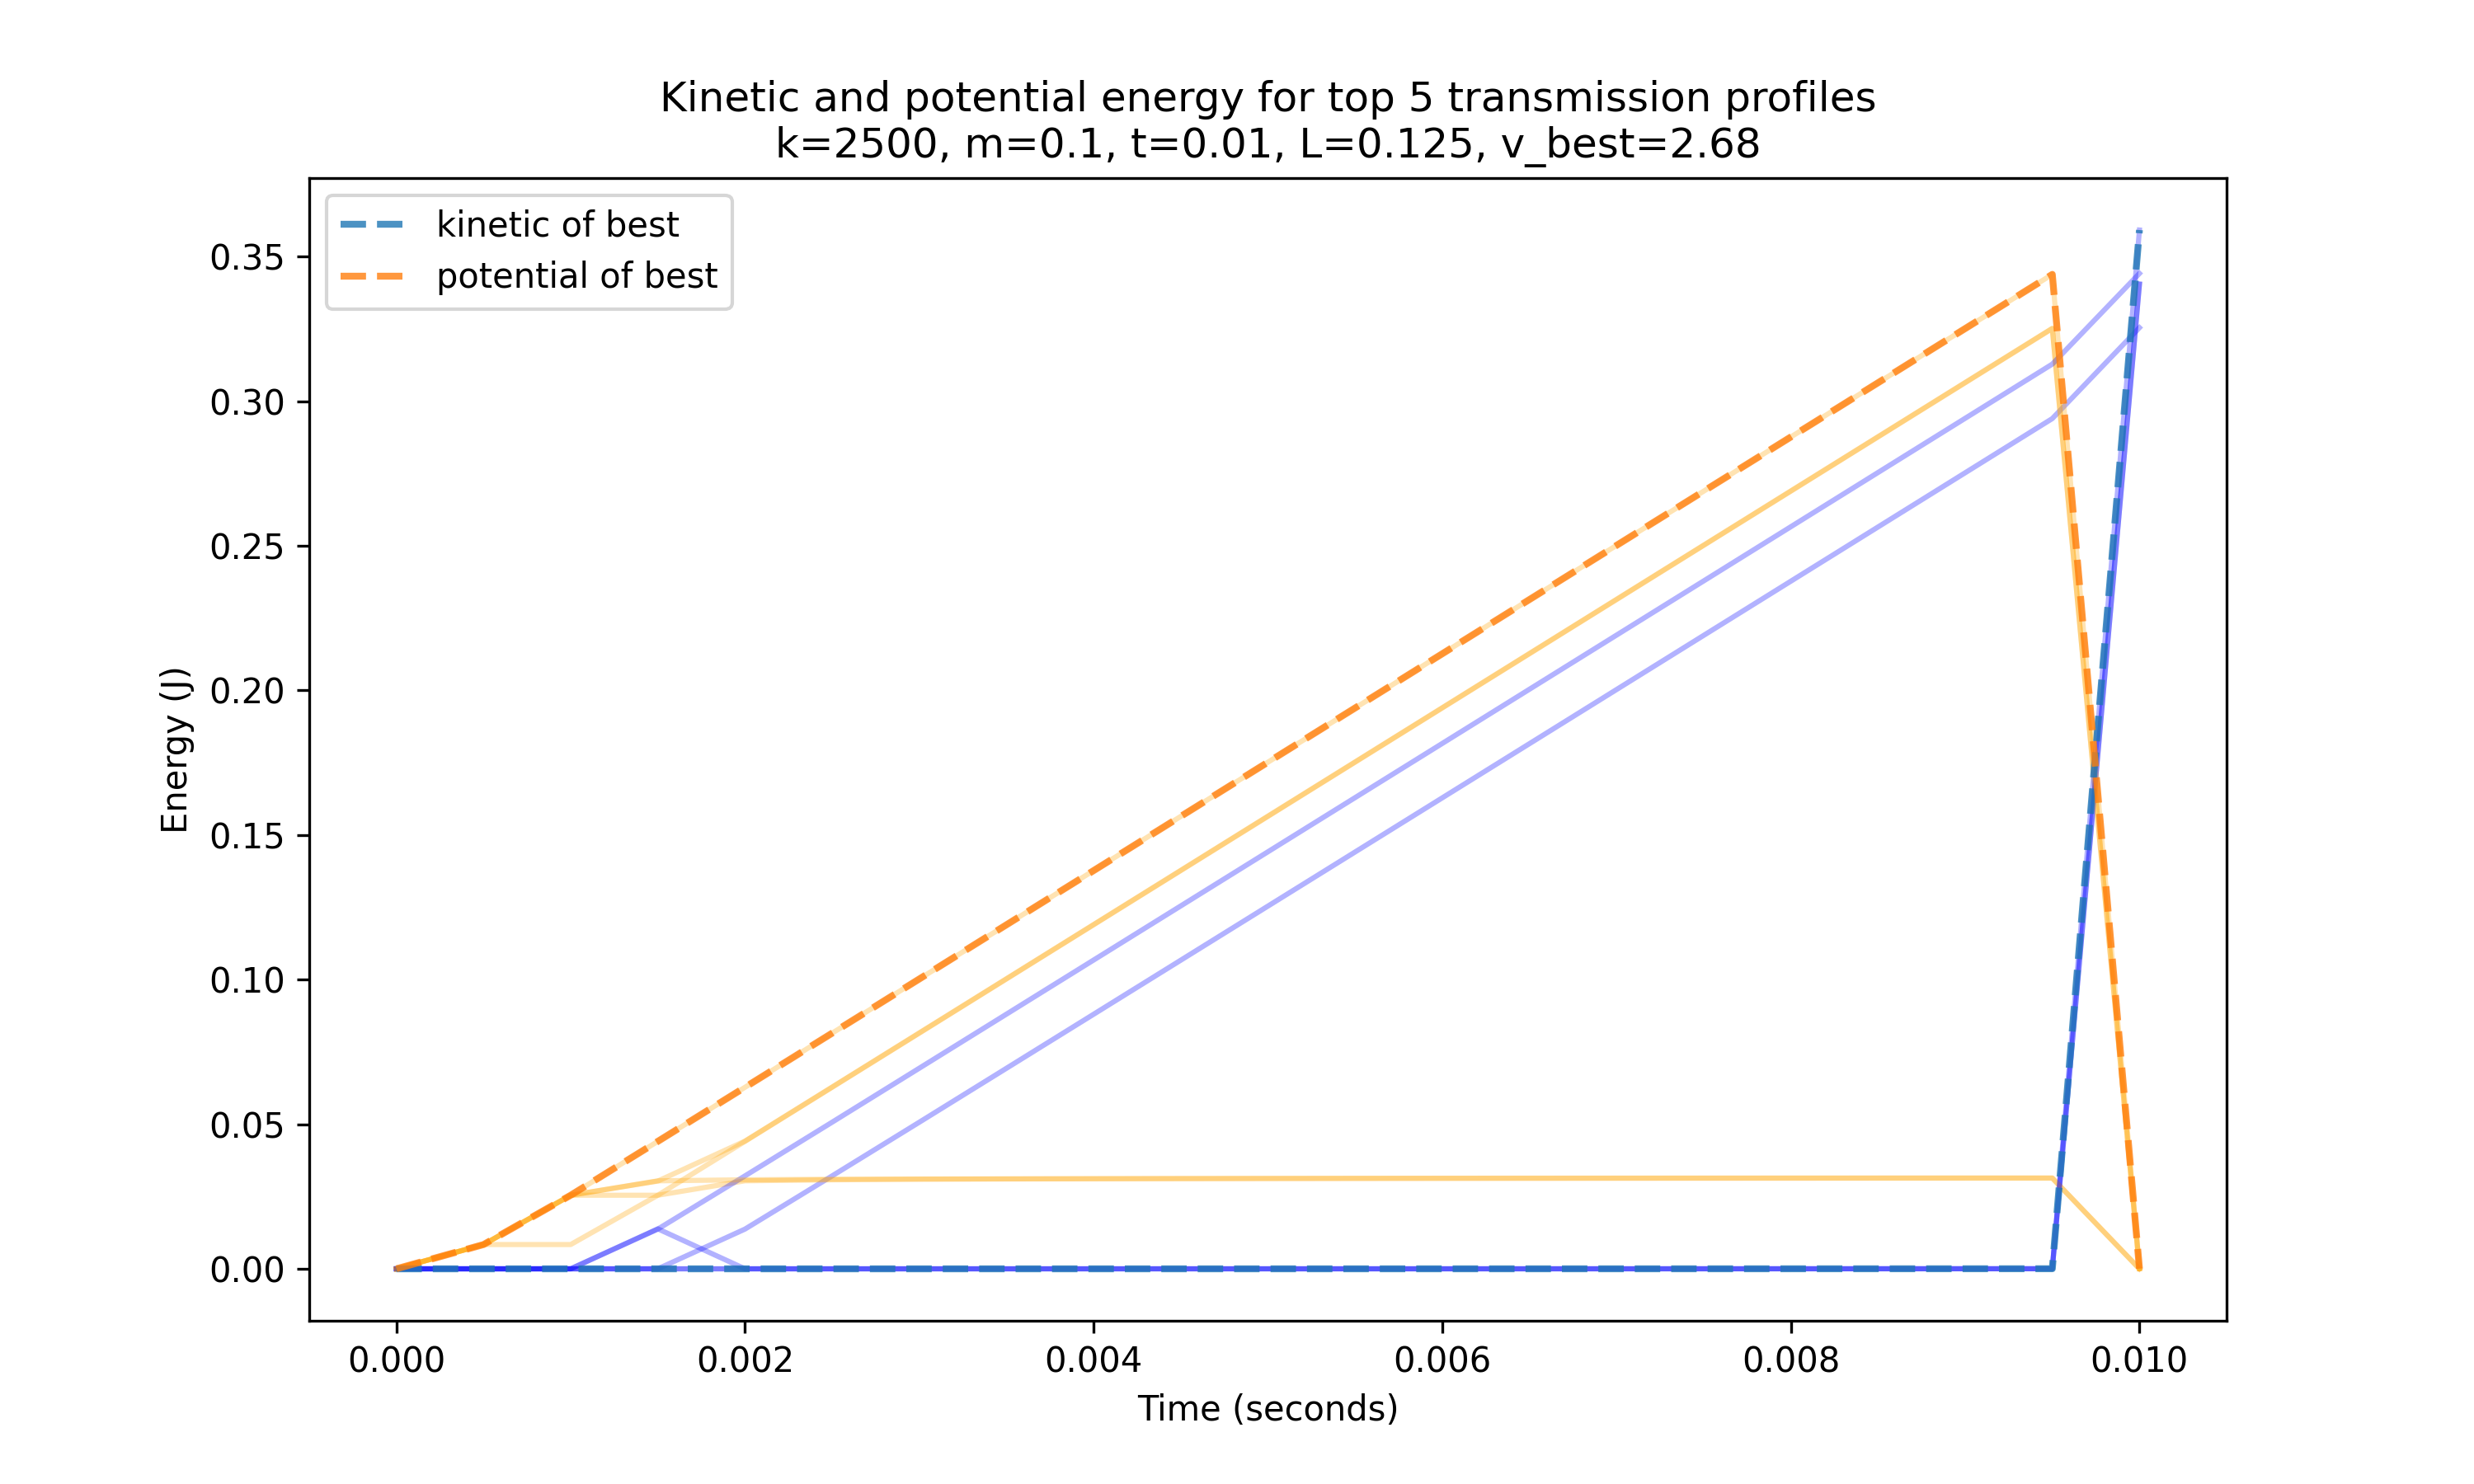 Kinetic and potential energy for top 5 transmission profiles
k=2500, m=0.1, t=0.01, L=0.125, v_best=2.68
kinetic of best
potential of best
0.35
0.30
0.25
0.20
0.15
0.10
0.05
0.00
Energy (J)
0.000 0.002 0.004 0.006 0.008 0.010
Time (seconds)